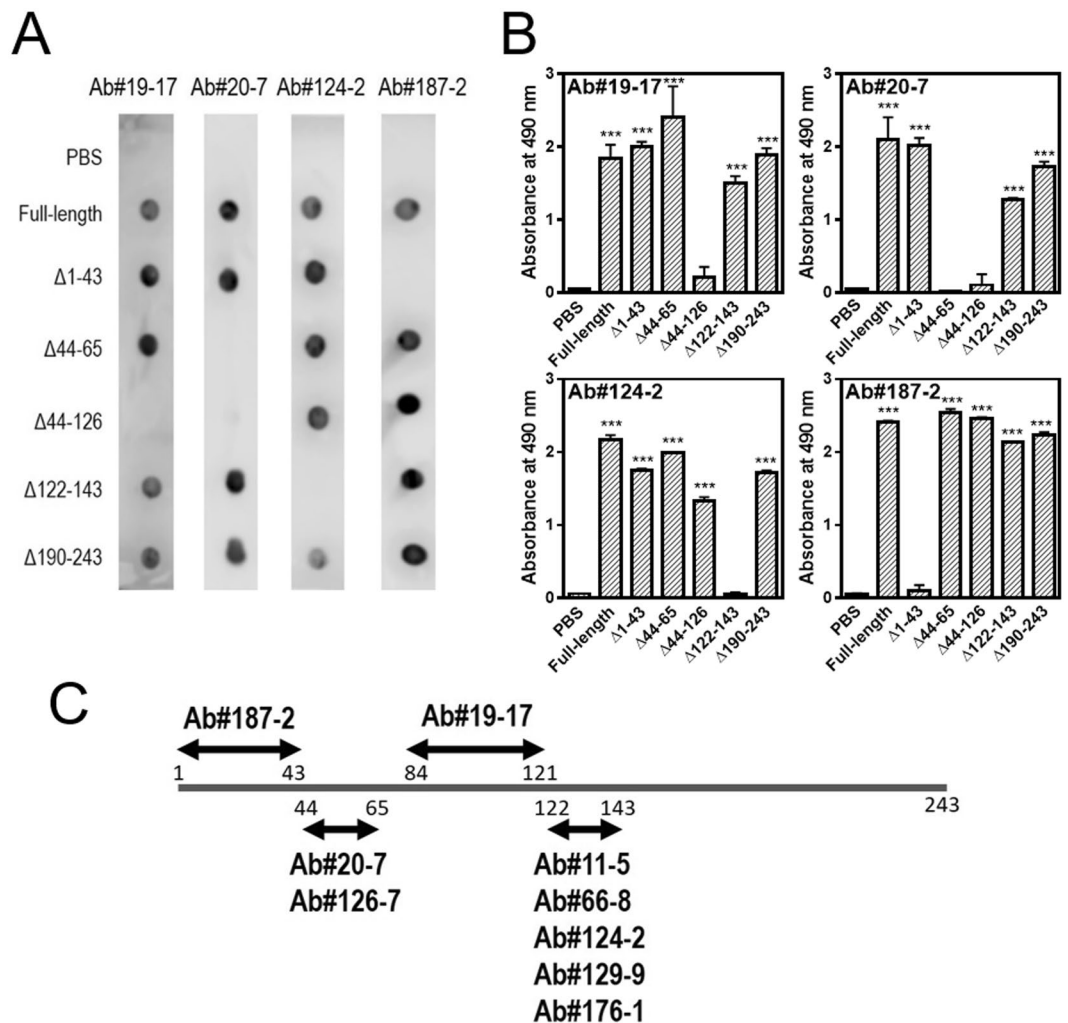 A
Ab#19-17 Ab#20-7 Ab#124-2 Ab#187-2
PBS
Full-length
Δ1-43
Δ44-65
Δ44-126
Δ122-143
Δ190-243
B
Ab#19-17
Absorbance at 490 nm
3
2
1
0
*** *** *** *** ***
PBS
Full-length
Δ1-43
Δ44-65
Δ44-126
Δ122-143
Δ190-243
Ab#20-7
Absorbance at 490 nm
3
2
1
0
*** *** *** ***
PBS
Full-length
Δ1-43
Δ44-65
Δ44-126
Δ122-143
Δ190-243
Ab#124-2
Absorbance at 490 nm
3
2
1
0
*** *** *** *** ***
PBS
Full-length
Δ1-43
Δ44-65
Δ44-126
Δ122-143
Δ190-243
Ab#187-2
Absorbance at 490 nm
3
2
1
0
*** *** *** *** ***
PBS
Full-length
Δ1-43
Δ44-65
Δ44-126
Δ122-143
Δ190-243
C
Ab#187-2 Ab#19-17
1 43 84 121
44 65 122 143 243
Ab#20-7
Ab#126-7
Ab#11-5
Ab#66-8
Ab#124-2
Ab#129-9
Ab#176-1